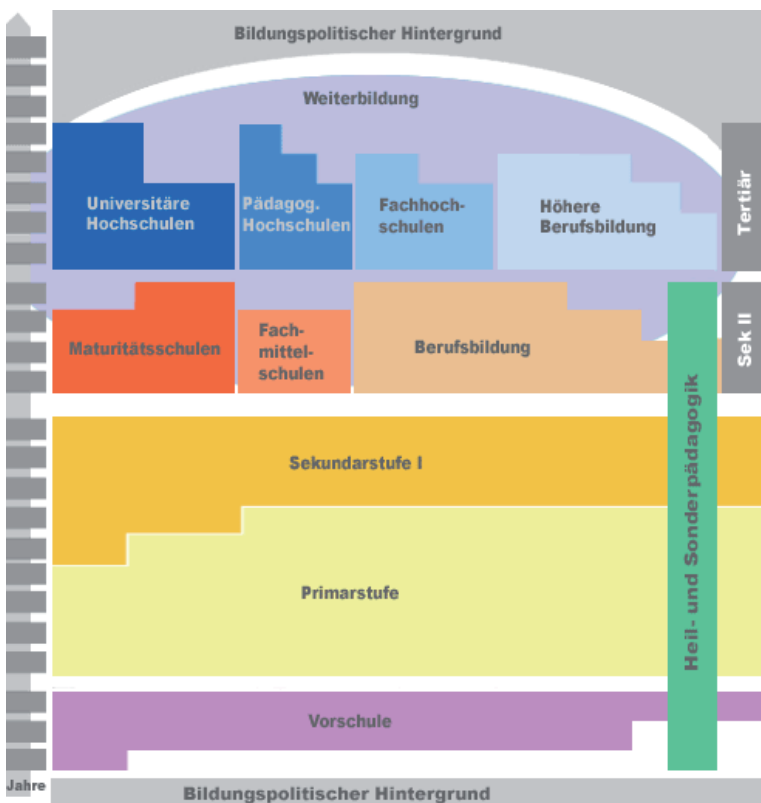 Bildungspolitischer Hintergrund
Weiterbildung
Universitäre
Hochschulen
Pädagog.
Hochschulen
Fachhoch-
schulen
Höhere
Berufsbildung
Tertiär
Maturitätsschulen
Fach-
mittel-
schulen
Berufsbildung
Sek II
Sekundarstufe I
Primarstufe
Heil- und Sonderpädagogik
Vorschule
Jahre
Bildungspolitischer Hintergrund